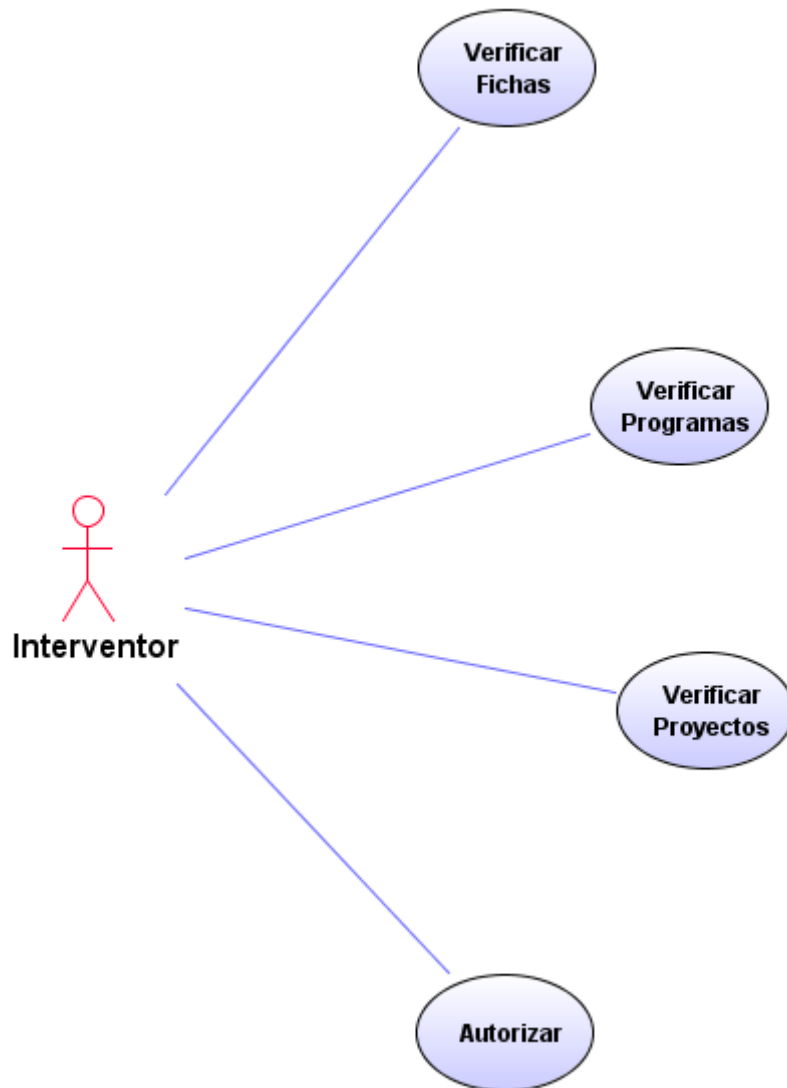 Verificar
Fichas
Verificar
Programas
Interventor
Verificar
Proyectos
Autorizar